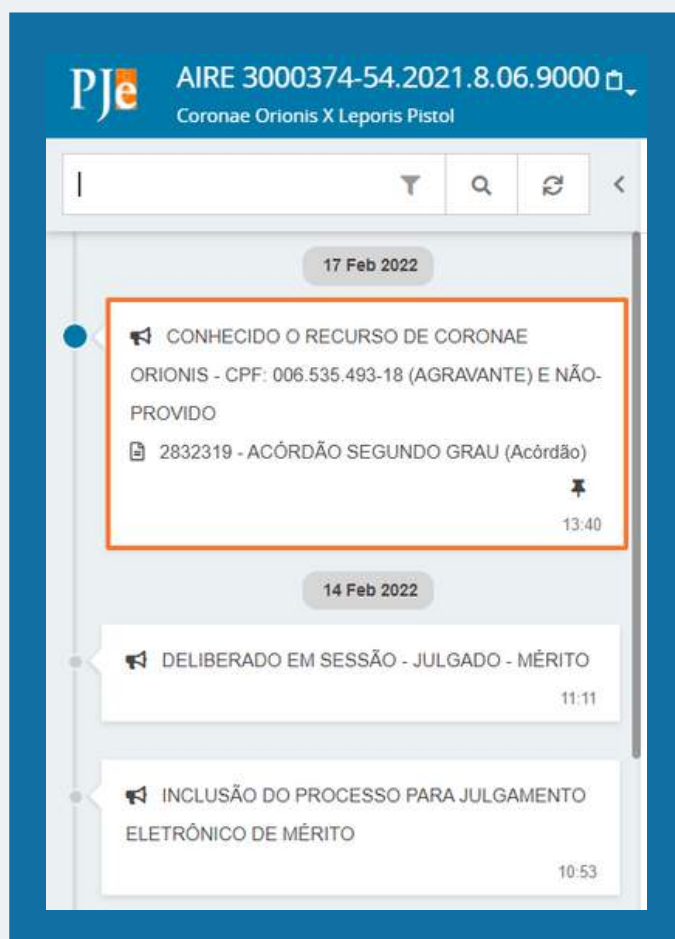 PJe AIRE 3000374-54.2021.8.06.9000
Coronae Orionis X Leporis Pistol
17 Feb 2022
CONHECIDO O RECURSO DE CORONAE
ORIONIS - CPF: 006.535.493-18 (AGRAVANTE) E NÃO-
PROVIDO
2832319 - ACÓRDÃO SEGUNDO GRAU (Acórdão)
13:40
14 Feb 2022
DELIBERADO EM SESSÃO - JULGADO - MÉRITO
11:11
INCLUSÃO DO PROCESSO PARA JULGAMENTO
ELETRÔNICO DE MÉRITO
10:53